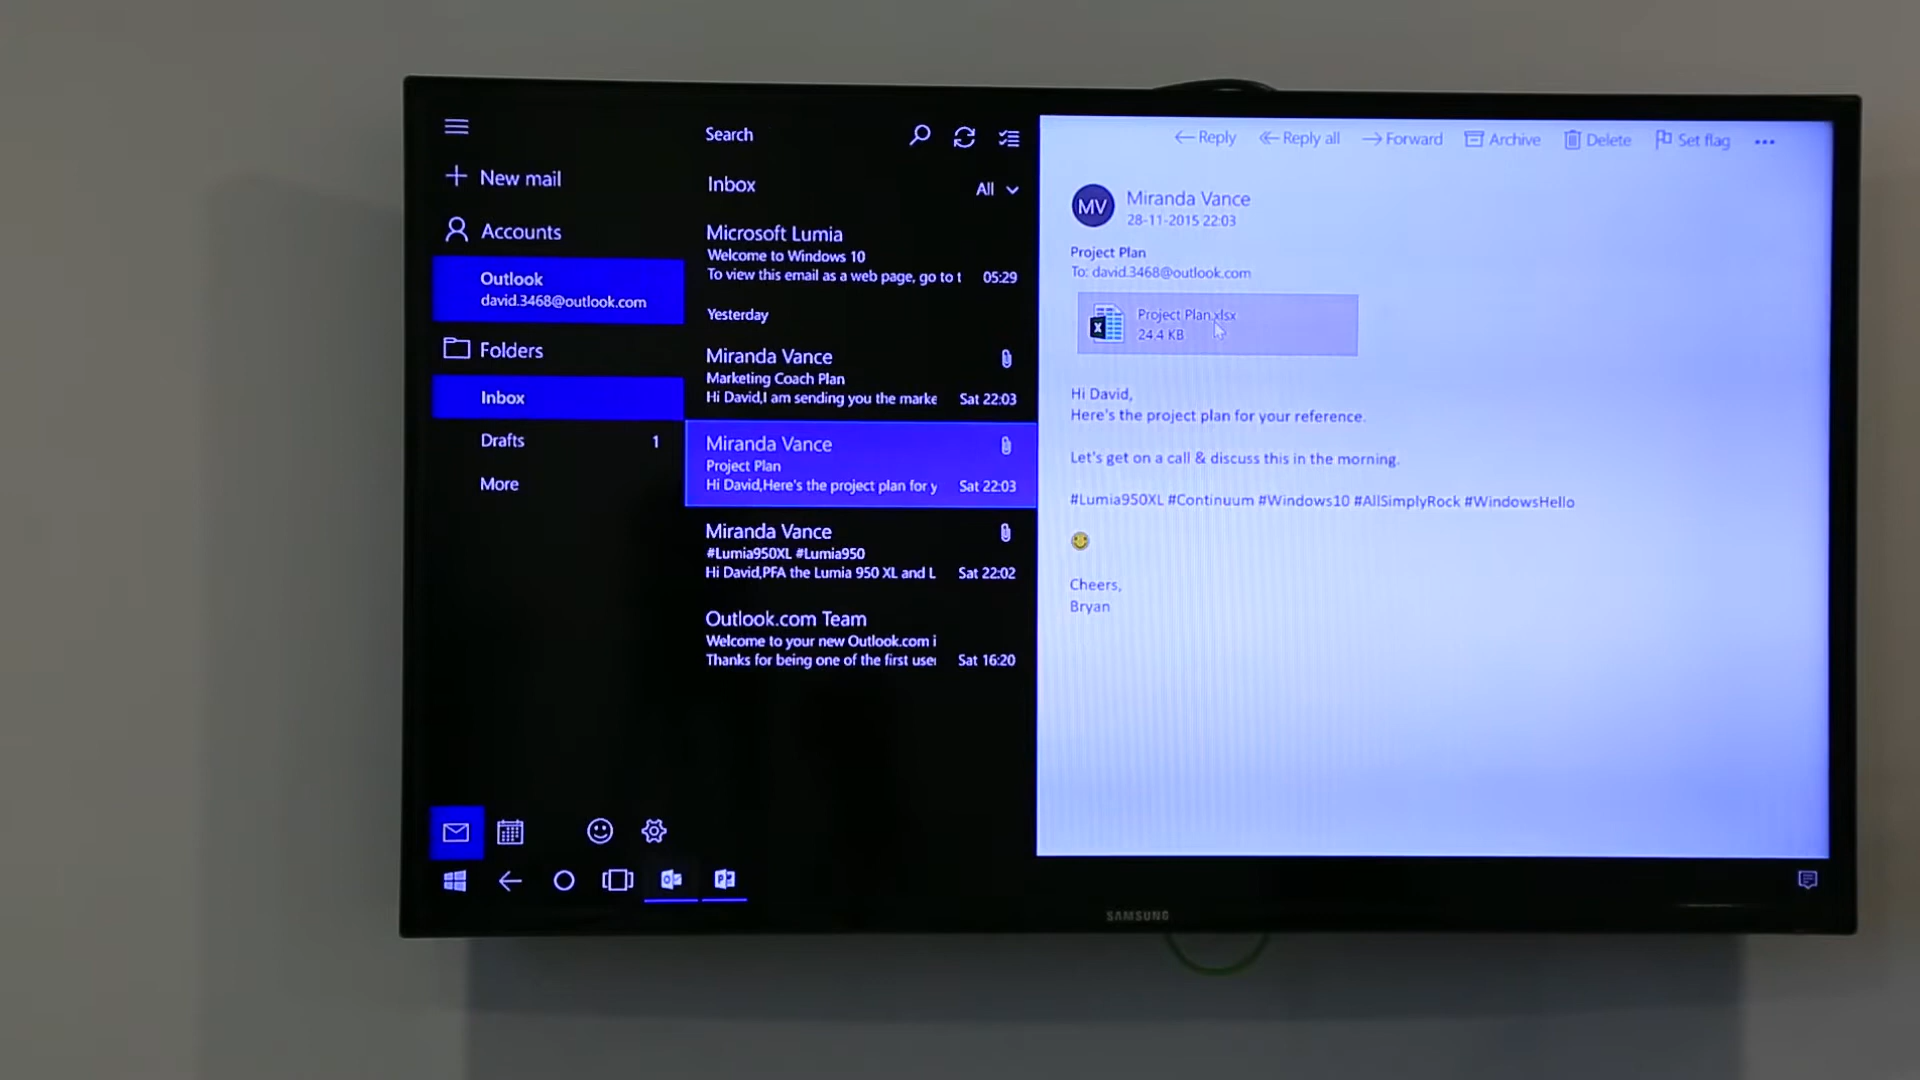 New mail
Accounts
Outlook
david.3468@outlook.com
Folders
Inbox
Drafts 1
More
Search
Inbox All
Microsoft Lumia
Welcome to Windows 10
To view this email as a web page, go to t 05:29
Yesterday
Miranda Vance
Marketing Coach Plan
Hi David,I am sending you the marke Sat 22:03
Miranda Vance
Project Plan
Hi David,Here's the project plan for y Sat 22:03
Miranda Vance
#Lumia950XL #Lumia950
Hi David,PFA the Lumia 950 XL and L Sat 22:02
Outlook.com Team
Welcome to your new Outlook.com i
Thanks for being one of the first use Sat 16:20
Reply Reply all Forward Archive Delete Set flag
MV
Miranda Vance
28-11-2015 22:03
Project Plan
To: david.3468@outlook.com
Project Plan.xlsx
24.4 KB
Hi David,
Here's the project plan for your reference.
Let's get on a call & discuss this in the morning.
#Lumia950XL #Continuum #Windows10 #AllSimplyRock #WindowsHello
Cheers,
Bryan
SAMSUNG